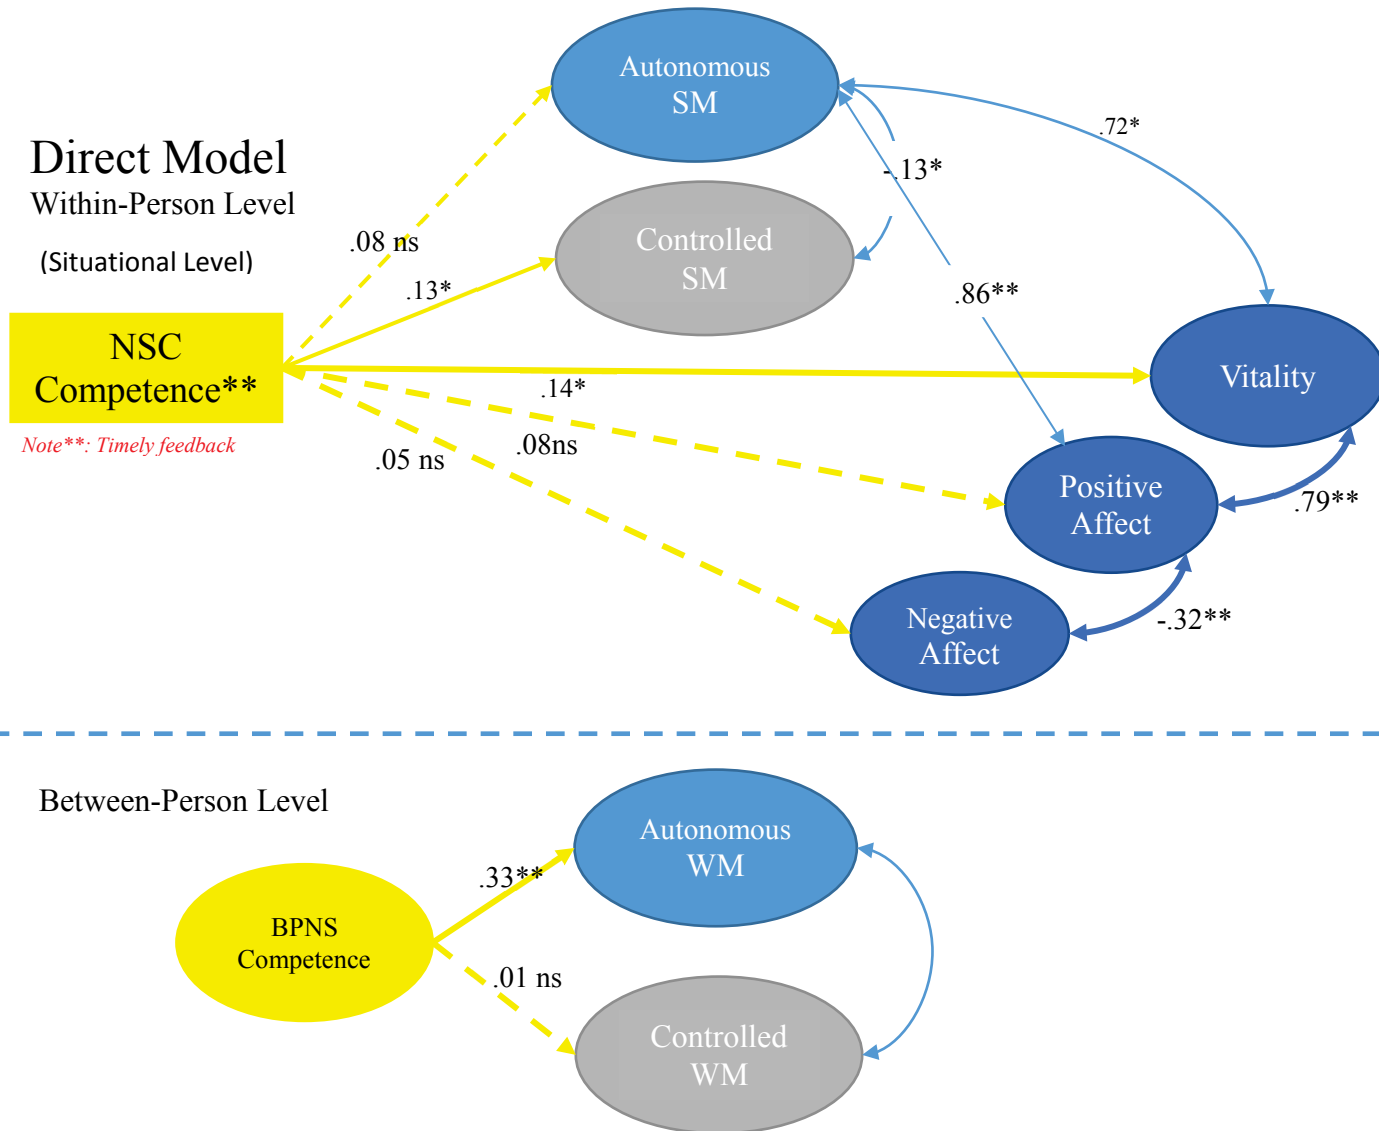 Autonomous
SM
.72*
Direct Model
Within-Person Level
-.13*
(Situational Level)
.08 ns
Controlled
SM
.13*
.86**
NSC
Competence**
Vitality
.14*
Note**: Timely feedback
.08ns
.05 ns
Positive
Affect
.79**
Negative
Affect
-.32**
Between-Person Level
Autonomous
WM
.33**
BPNS
Competence
.01 ns
Controlled
WM